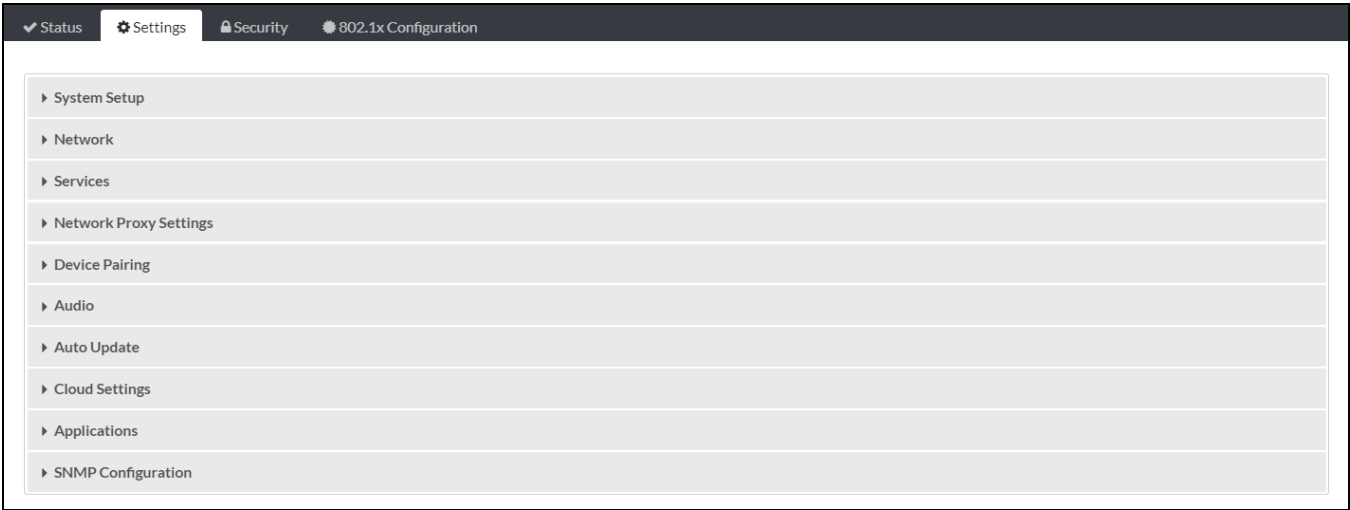 Status Settings Security 802.1x Configuration
System Setup
Network
Services
Network Proxy Settings
Device Pairing
Audio
Auto Update
Cloud Settings
Applications
SNMP Configuration